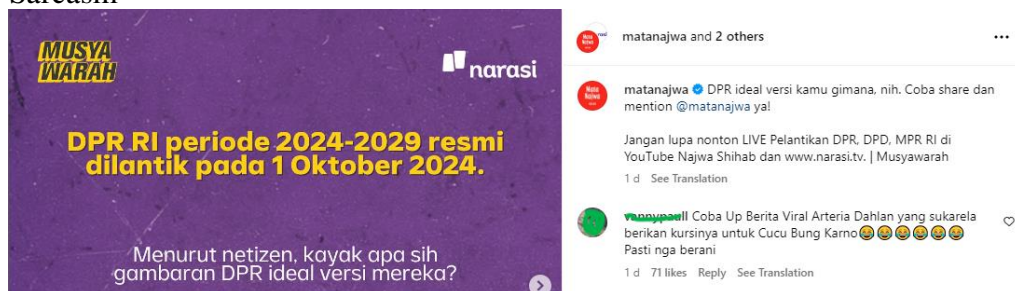 MUSYA
WARAH
narasi
DPR RI periode 2024-2029 resmi
dilantik pada 1 Oktober 2024.
Menurut netizen, kayak apa sih
gambaran DPR ideal versi mereka?
matanajwa and 2 others
matanajwa DPR ideal versi kamu gimana, nih. Coba share dan
mention @matanajwa ya!
Jangan lupa nonton LIVE Pelantikan DPR, DPD, MPR RI di
YouTube Najwa Shihab dan www.narasi.tv. | Musyawarah
1 d See Translation
Coba Up Berita Viral Arteria Dahlan yang sukarela
berikan kursinya untuk Cucu Bung Karno😂😂😂😂😂😂
Pasti nga berani
1 d 71 likes Reply See Translation